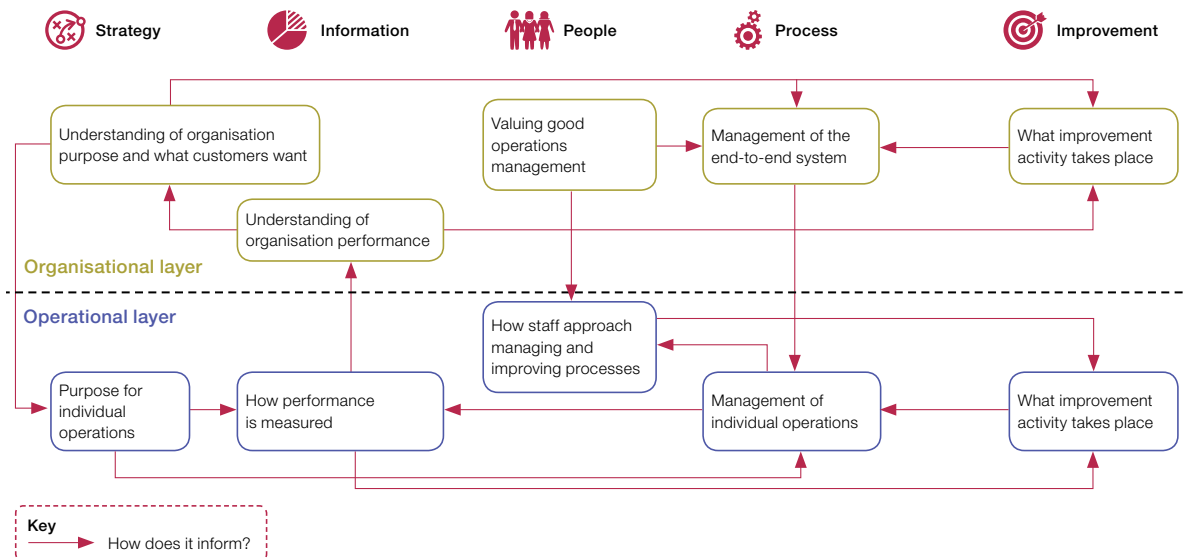 Strategy
Information
People
Process
Improvement
Understanding of organisation
purpose and what customers want
Valuing good
operations
management
Management of the
end-to-end system
What improvement
activity takes place
Understanding of
organisation performance
Organisational layer
Operational layer
How staff approach
managing and
improving processes
Purpose for
individual
operations
How performance
is measured
Management of
individual operations
What improvement
activity takes place
Key
How does it inform?